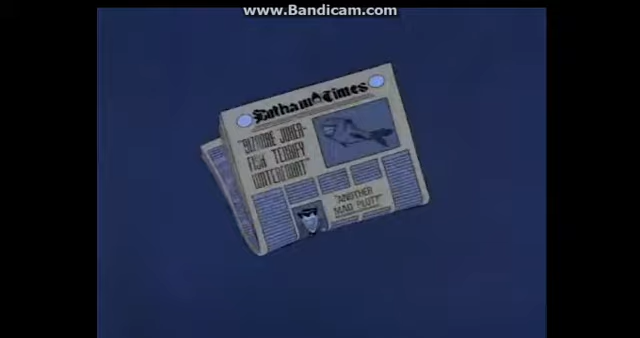 www.Bandicam.com
Gotham Times
"BIZARRE JOKER-
FISH TERRIFY
WATERFRONT"
"ANOTHER
MAD PLOT?"